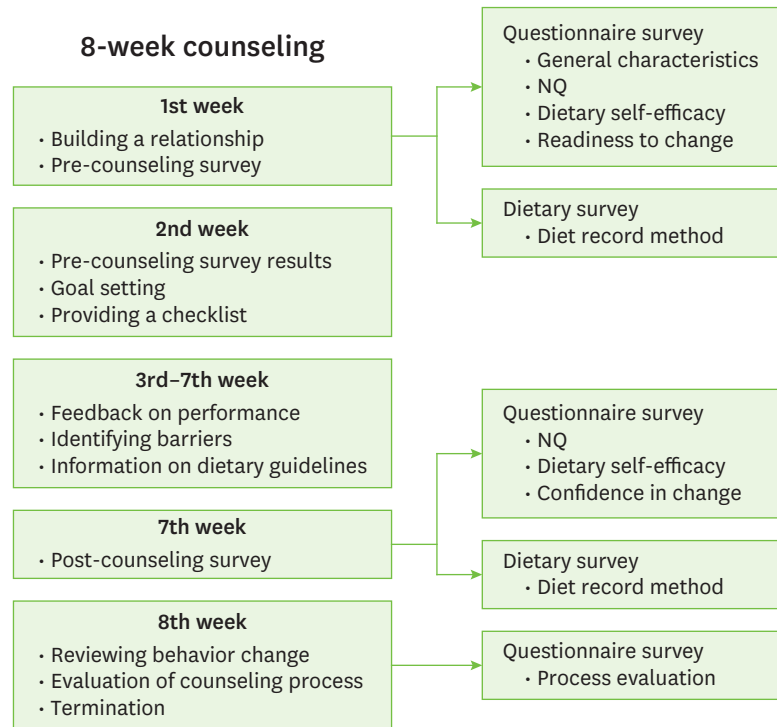 8-week counseling
1st week
· Building a relationship
· Pre-counseling survey
Questionnaire survey
· General characteristics
· NQ
· Dietary self-efficacy
· Readiness to change
Dietary survey
· Diet record method
2nd week
· Pre-counseling survey results
· Goal setting
· Providing a checklist
3rd–7th week
· Feedback on performance
· Identifying barriers
· Information on dietary guidelines
7th week
· Post-counseling survey
Questionnaire survey
· NQ
· Dietary self-efficacy
· Confidence in change
Dietary survey
· Diet record method
8th week
· Reviewing behavior change
· Evaluation of counseling process
· Termination
Questionnaire survey
· Process evaluation